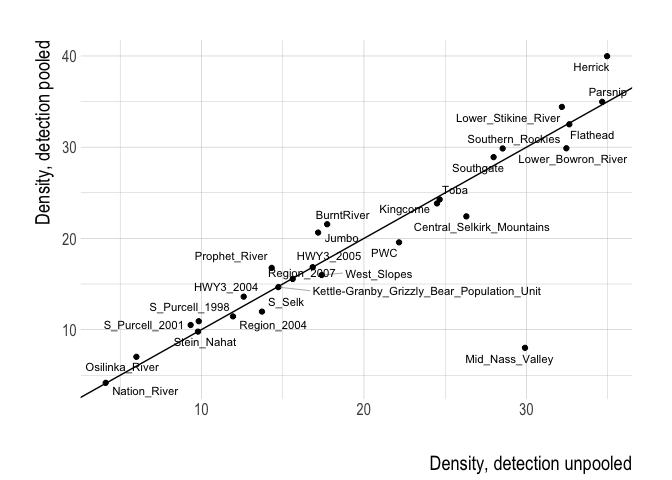 Density, detection pooled
40
30
20
10
Herrick
Parsnip
Lower_Stikine_River
Flathead
Southern_Rockies
Lower_Bowron_River
Southgate
Toba
Kingcome
BurntRiver
Central_Selkirk_Mountains
Jumbo
PWC
Prophet_River
HWY3_2005
Region_2007
West_Slopes
HWY3_2004
Kettle-Granby_Grizzly_Bear_Population_Unit
S_Selk
S_Purcell_1998
S_Purcell_2001
Region_2004
Stein_Nahat
Mid_Nass_Valley
Osilinka_River
Nation_River
10
20
30
Density, detection unpooled